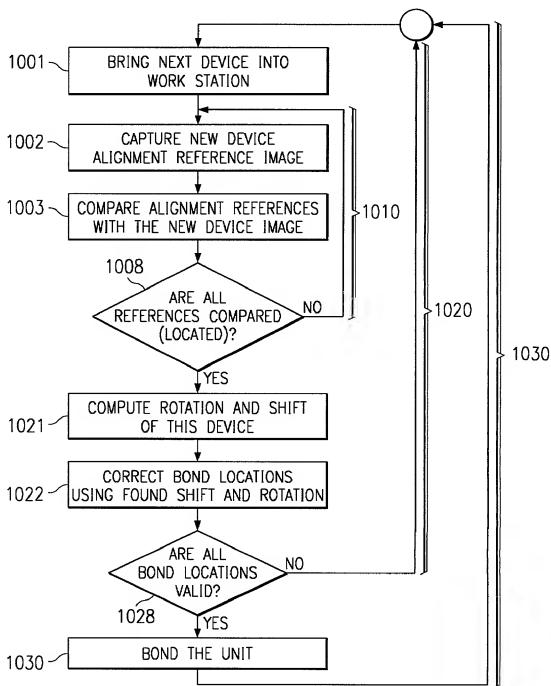 1001
BRING NEXT DEVICE INTO
WORK STATION
1002
CAPTURE NEW DEVICE
ALIGNMENT REFERENCE IMAGE
1003
COMPARE ALIGNMENT REFERENCES
WITH THE NEW DEVICE IMAGE
1010
1008
ARE ALL
REFERENCES COMPARED
(LOCATED)?
NO
YES
1020
1030
1021
COMPUTE ROTATION AND SHIFT
OF THIS DEVICE
1022
CORRECT BOND LOCATIONS
USING FOUND SHIFT AND ROTATION
ARE ALL
BOND LOCATIONS
VALID?
NO
1028
YES
1030
BOND THE UNIT